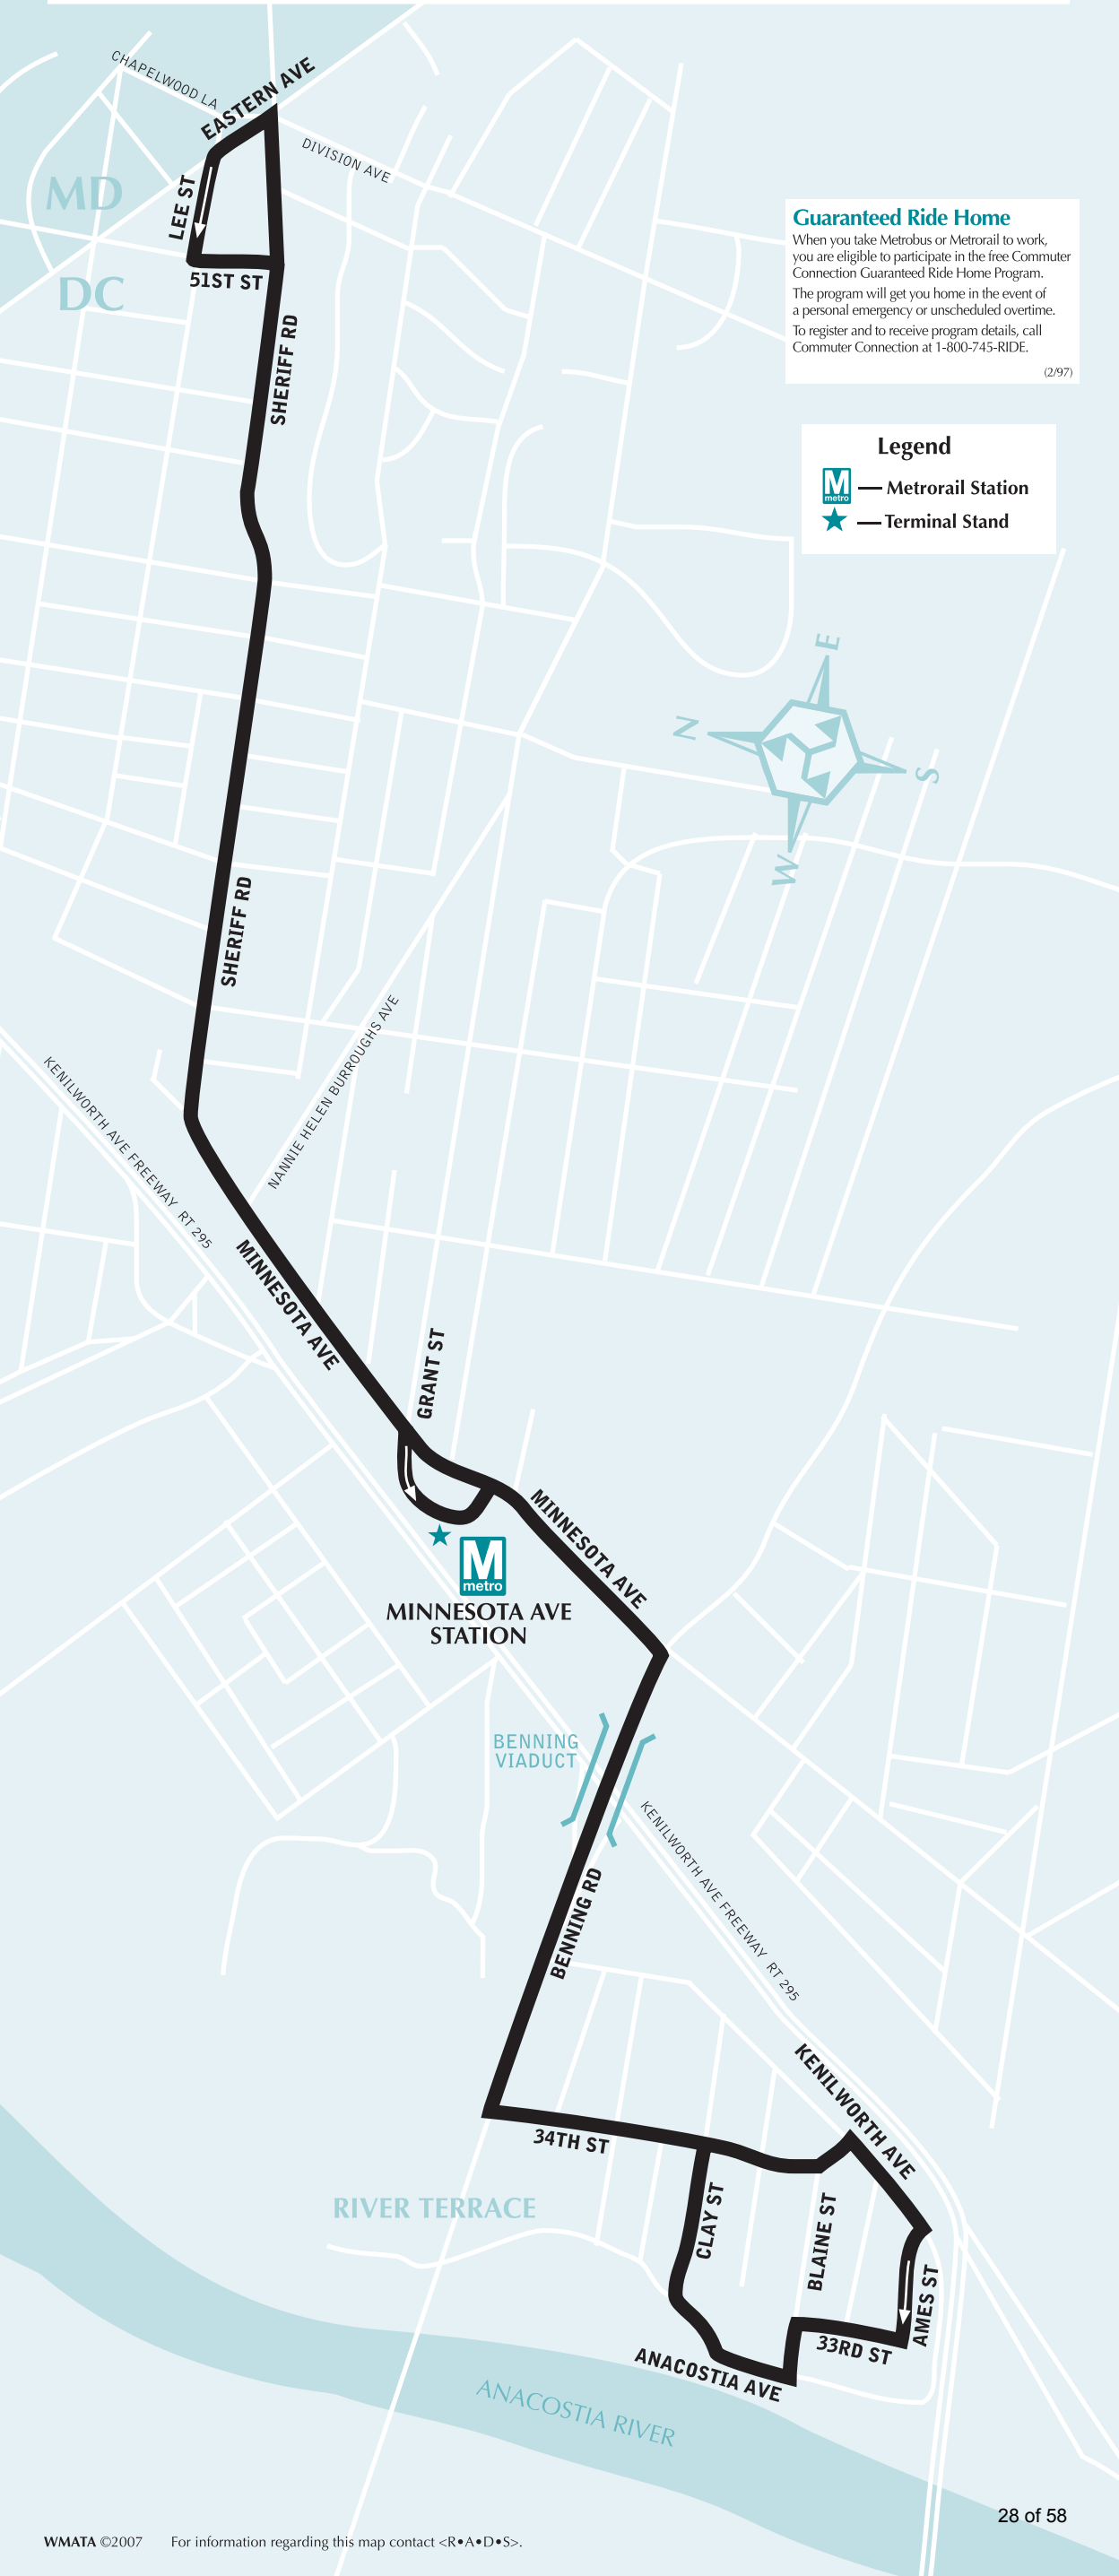 CHAPELWOOD LA
EASTERN AVE
DIVISION AVE
MD
LEE ST
DC
51ST ST
SHERIFF RD
Guaranteed Ride Home
When you take Metrobus or Metrorail to work,
you are eligible to participate in the free Commuter
Connection Guaranteed Ride Home Program.
The program will get you home in the event of
a personal emergency or unscheduled overtime.
To register and to receive program details, call
Commuter Connection at 1-800-745-RIDE.
(2/97)
Legend
M
metro
Metrorail Station
Terminal Stand
E
N
S
W
SHERIFF RD
NANNIE HELEN BURROUGHS AVE
KENILWORTH AVE FREEWAY RT 295
MINNESOTA AVE
GRANT ST
MINNESOTA AVE
M
metro
MINNESOTA AVE
STATION
BENNING
VIADUCT
KENILWORTH AVE FREEWAY RT 295
BENNING RD
KENILWORTH AVE
34TH ST
RIVER TERRACE
CLAY ST
BLAINE ST
AMES ST
33RD ST
ANACOSTIA AVE
ANACOSTIA RIVER
28 of 58
WMATA ©2007 For information regarding this map contact <R•A•D•S>.